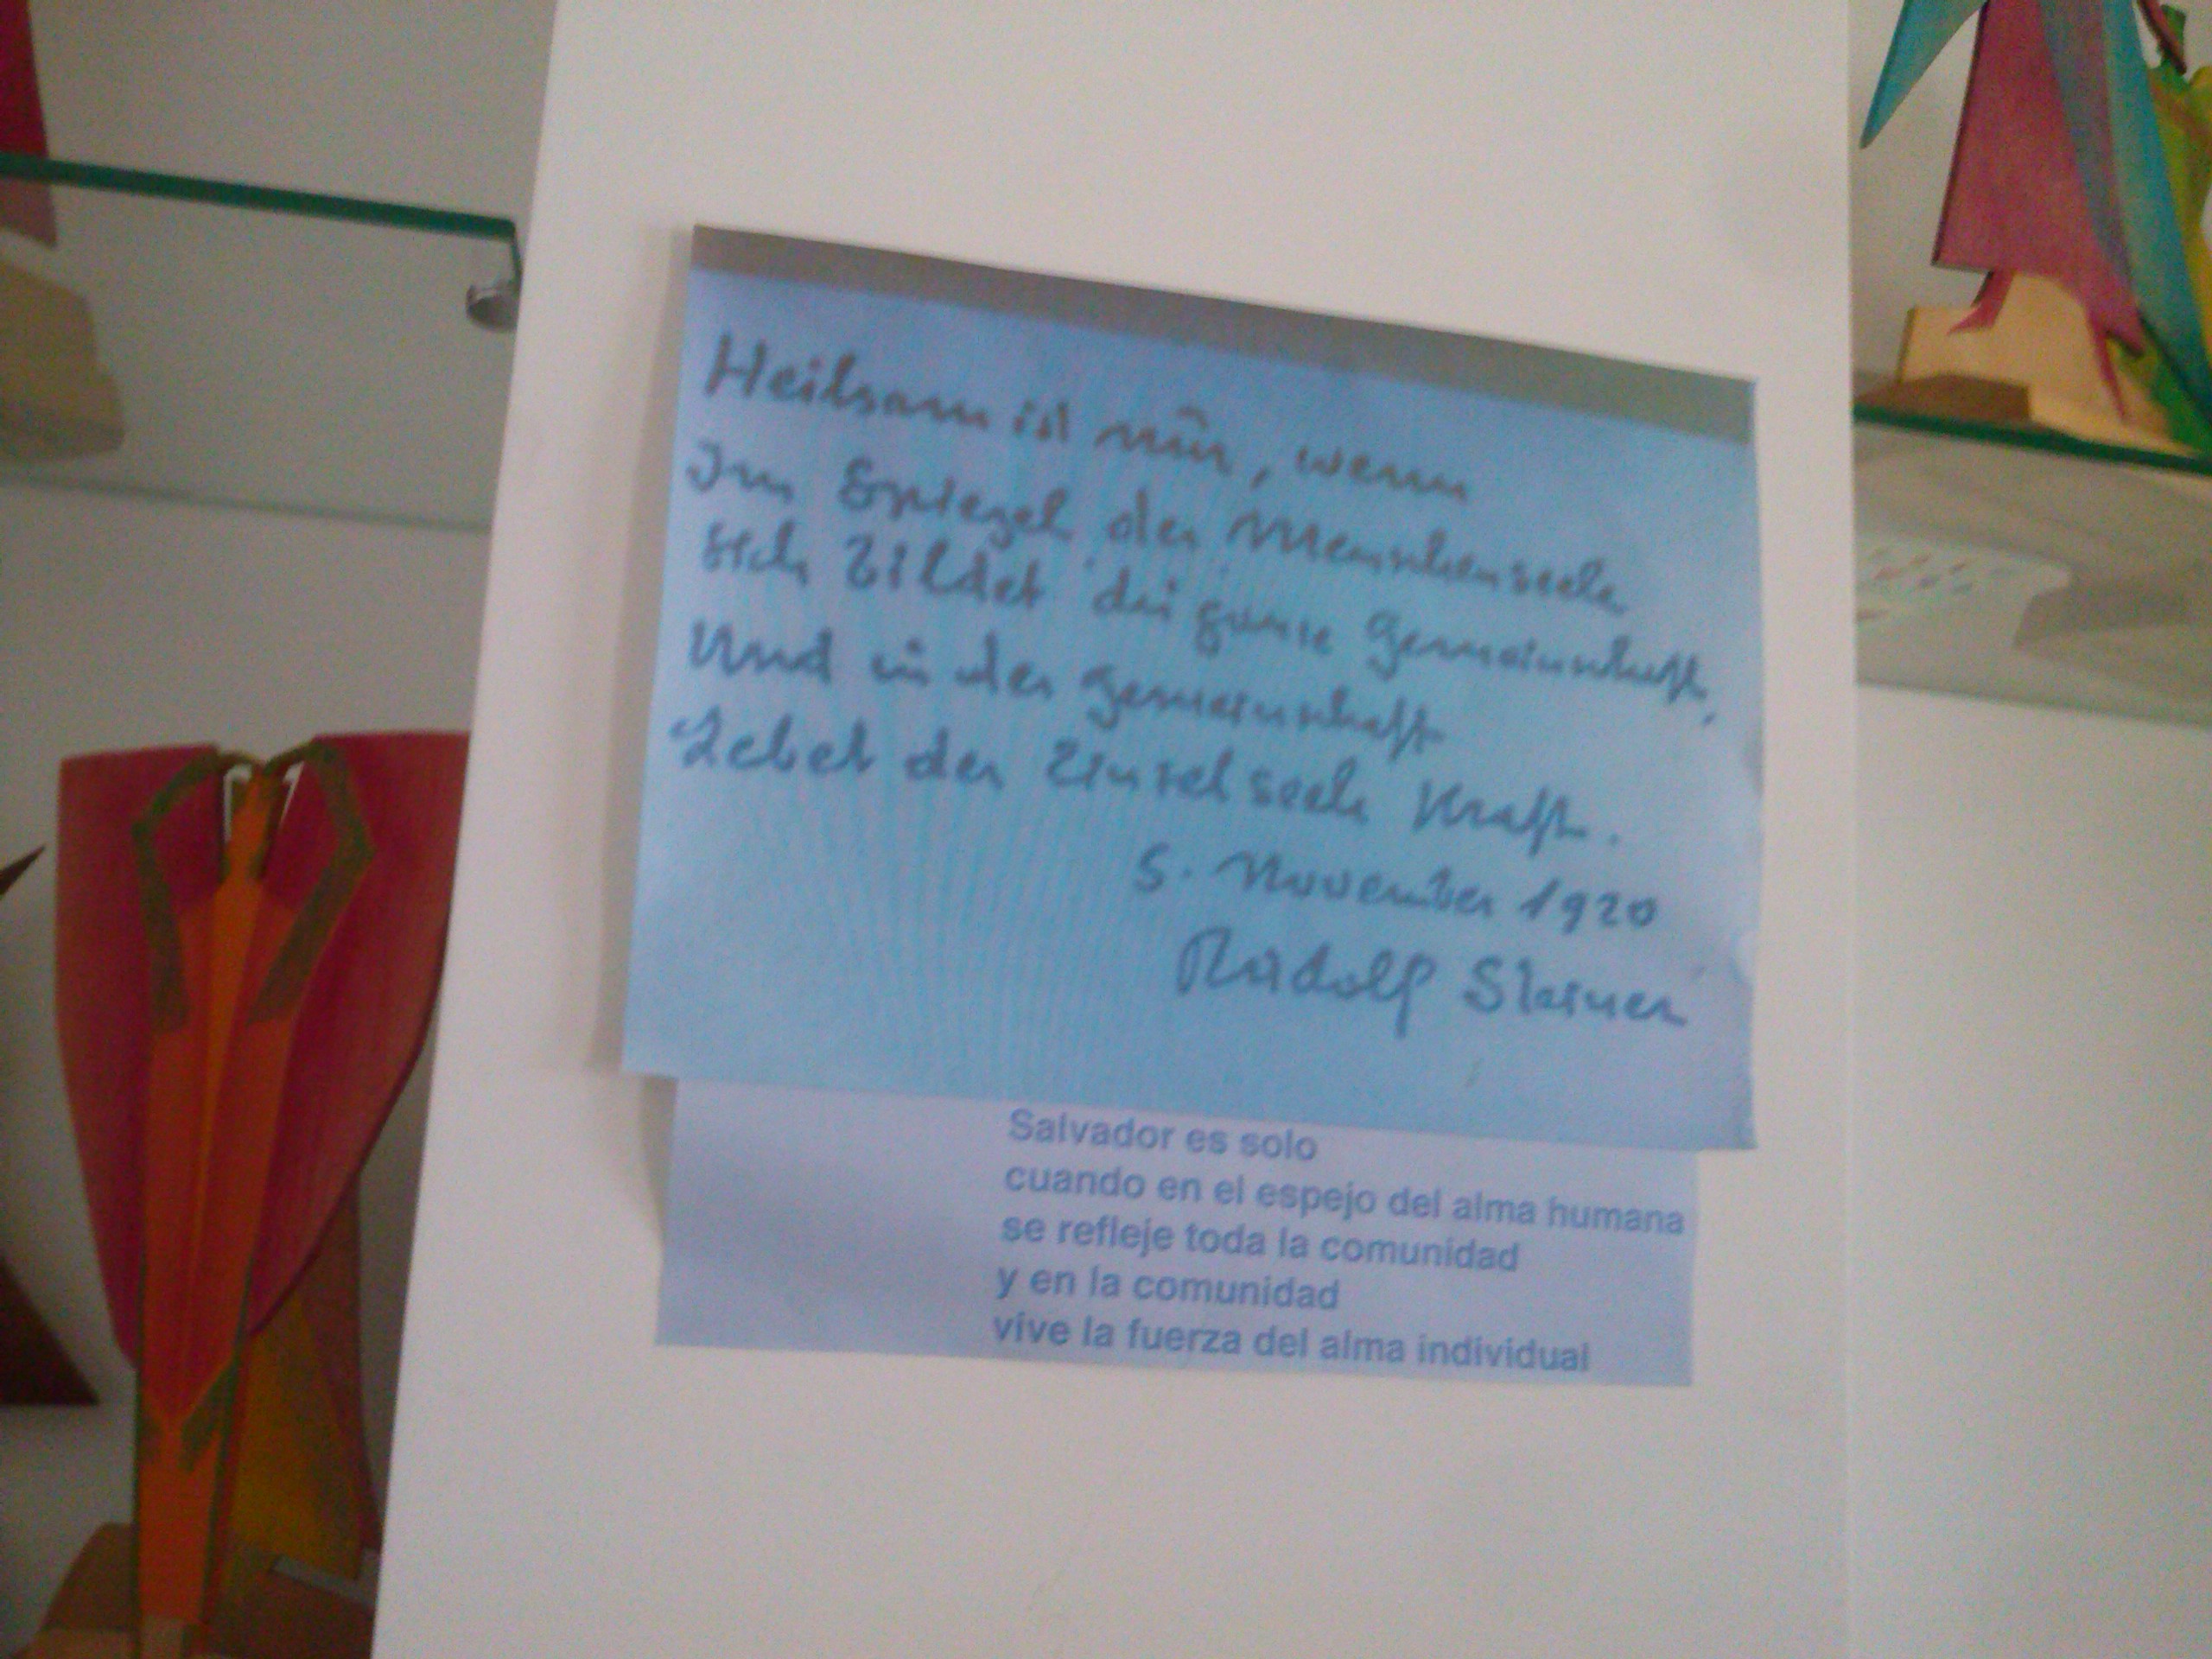 Heilsam ist nur, wenn
Im Spiegel der Menschenseele
Sich bildet die ganze Gemeinschaft,
Und in der Gemeinschaft
Lebet der Einzelseele Kraft.
5. November 1920
Rudolf Steiner
Salvador es solo
cuando en el espejo del alma humana
se refleje toda la comunidad
y en la comunidad
vive la fuerza del alma individual